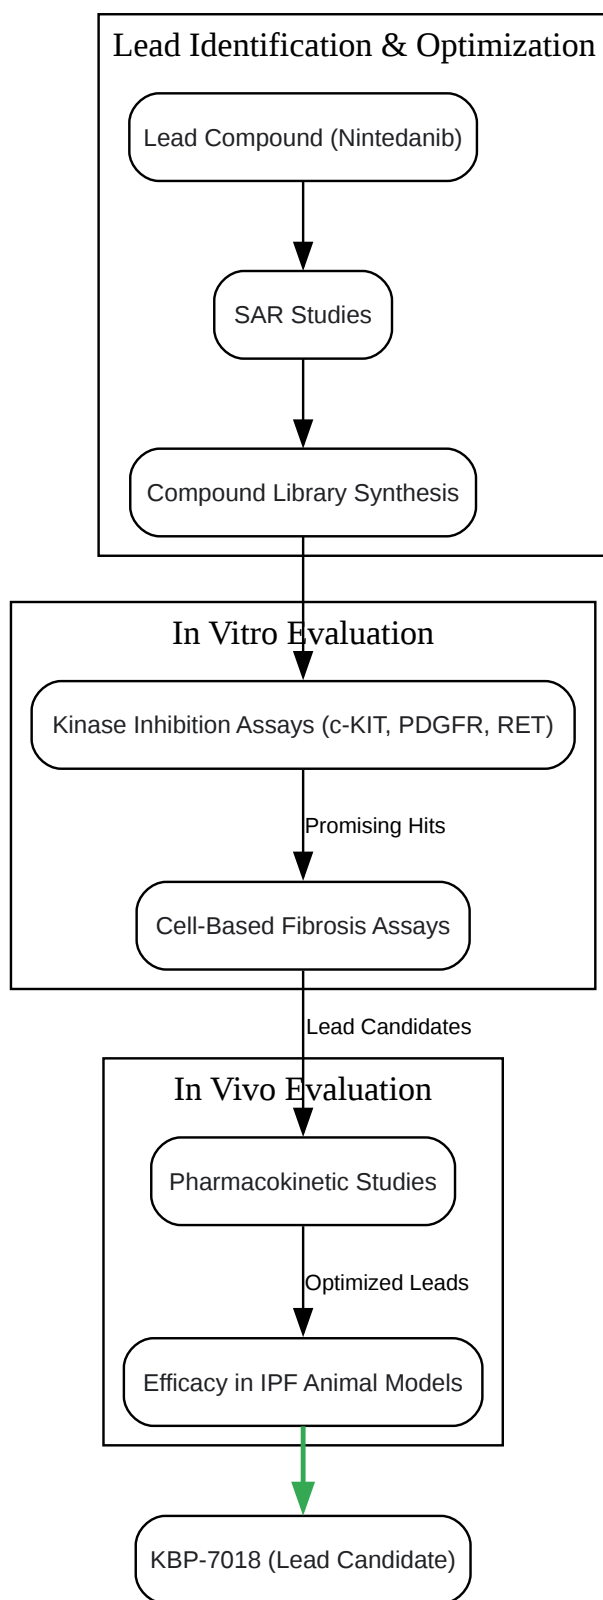 Lead Identification & Optimization
Lead Compound (Nintedanib)
SAR Studies
Compound Library Synthesis
In Vitro Evaluation
Kinase Inhibition Assays (c-KIT, PDGFR, RET)
Promising Hits
Cell-Based Fibrosis Assays
Lead Candidates
In Vivo Evaluation
Pharmacokinetic Studies
Optimized Leads
Efficacy in IPF Animal Models
KBP-7018 (Lead Candidate)